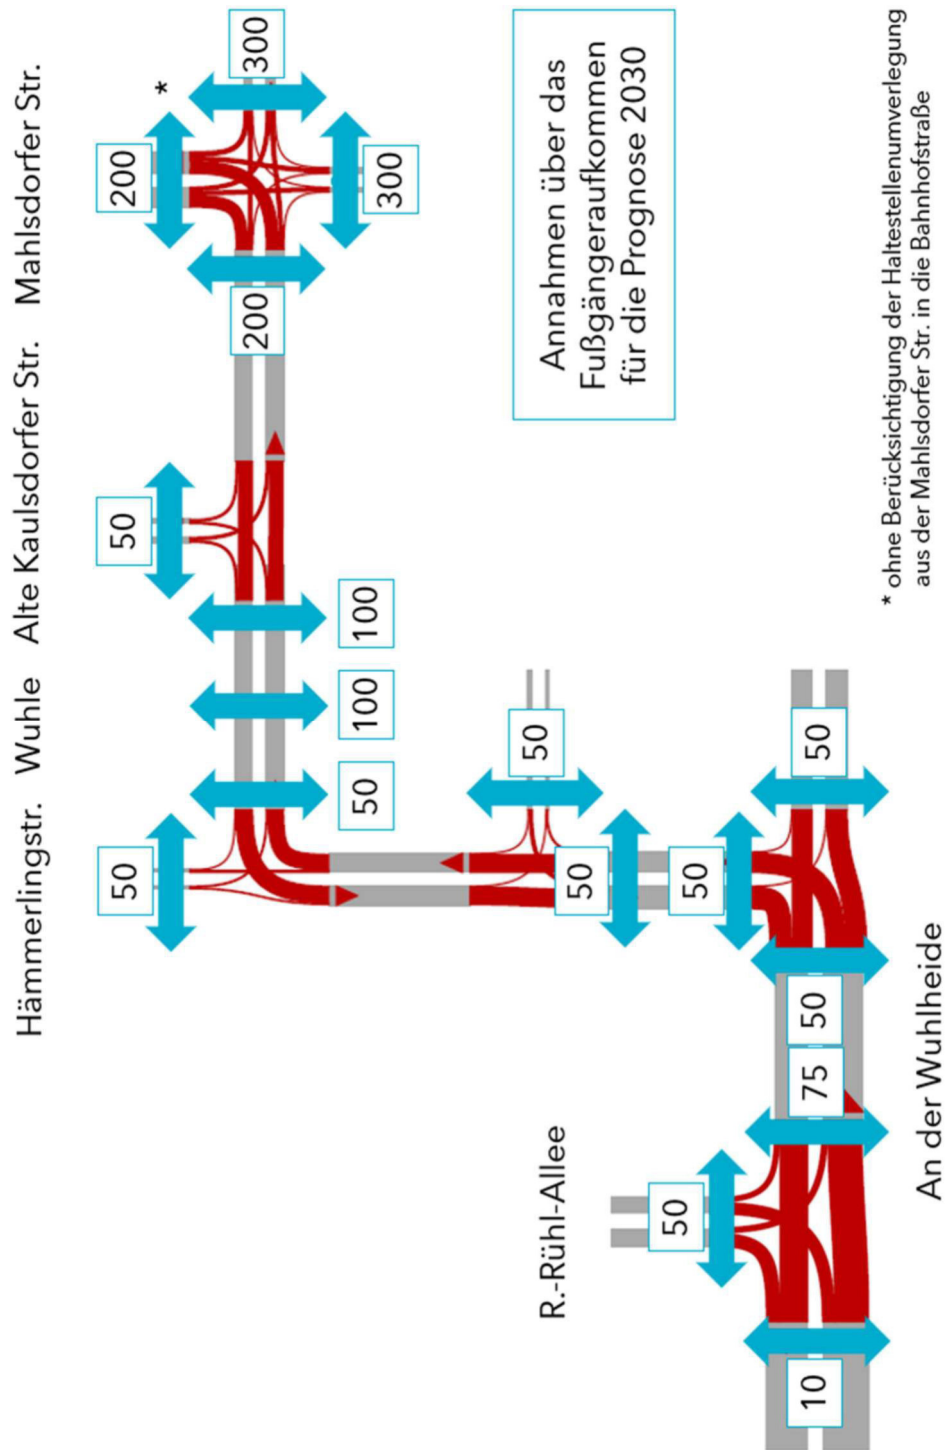 Hämmerlingstr.
Wuhle
Alte Kaulsdorfer Str.
Mahlsdorfer Str.
50
50
200
*
50
100
100
200
300
300
50
50
50
50
50
R.-Rühl-Allee
50
10
75
50
An der Wuhlheide
Annahmen über das
Fußgängeraufkommen
für die Prognose 2030
* ohne Berücksichtigung der Haltestellenumverlegung
aus der Mahlsdorfer Str. in die Bahnhofstraße